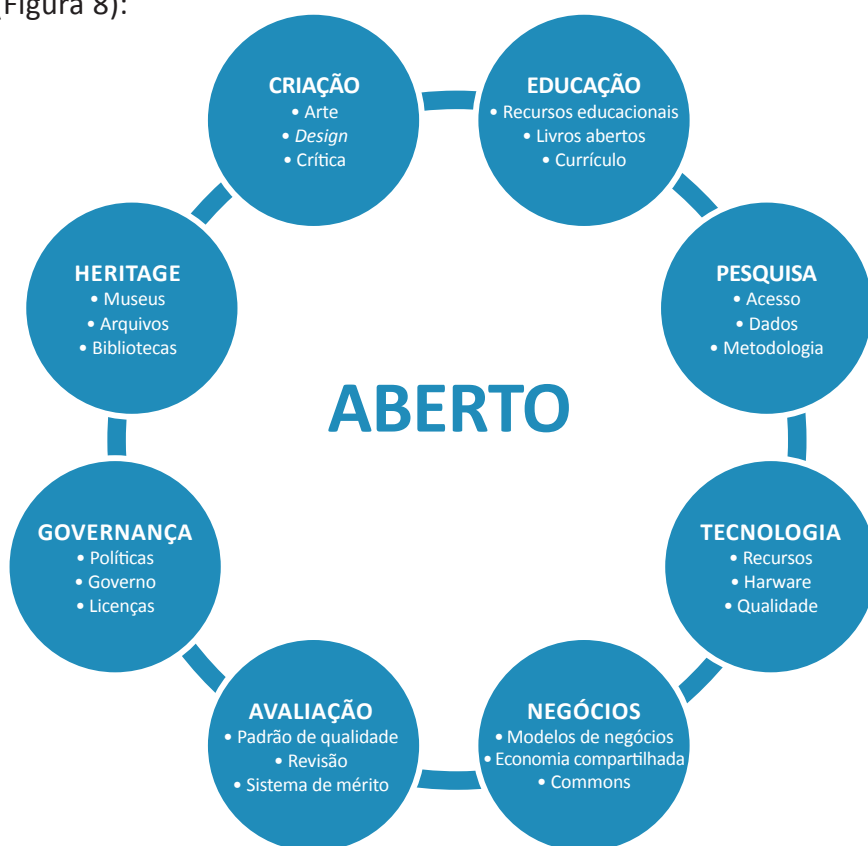 (Figura 8):
CRIAÇÃO
• Arte
• Design
• Crítica
EDUCAÇÃO
• Recursos educacionais
• Livros abertos
• Currículo
HERITAGE
• Museus
• Arquivos
• Bibliotecas
PESQUISA
• Acesso
• Dados
• Metodologia
ABERTO
GOVERNANÇA
• Políticas
• Governo
• Licenças
TECNOLOGIA
• Recursos
• Harware
• Qualidade
AVALIAÇÃO
• Padrão de qualidade
• Revisão
• Sistema de mérito
NEGÓCIOS
• Modelos de negócios
• Economia compartilhada
• Commons